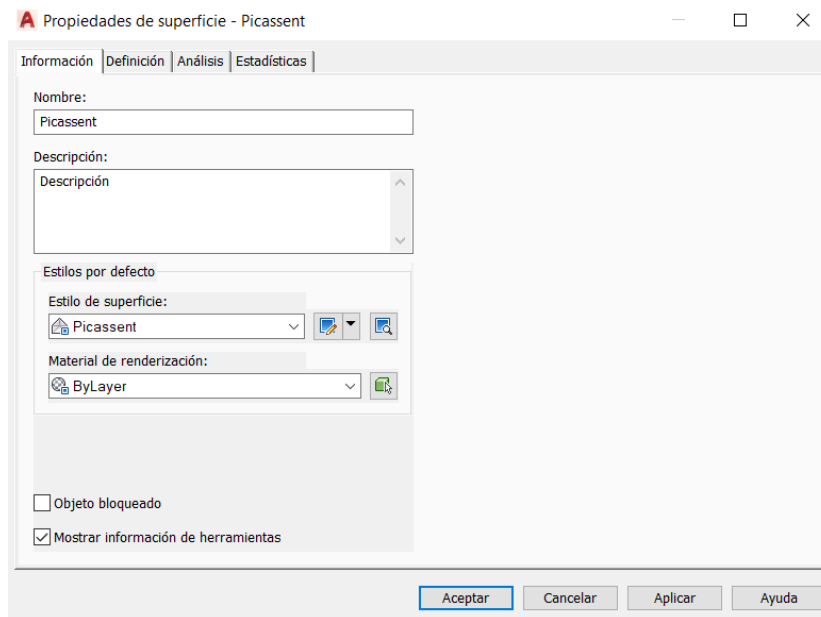 Propiedades de superficie - Picassent
Información Definición Análisis Estadísticas
Nombre:
Picassent
Descripción:
Descripción
Estilos por defecto
Estilo de superficie:
Picassent
Material de renderización:
ByLayer
Objeto bloqueado
Mostrar información de herramientas
Aceptar Cancelar Aplicar Ayuda